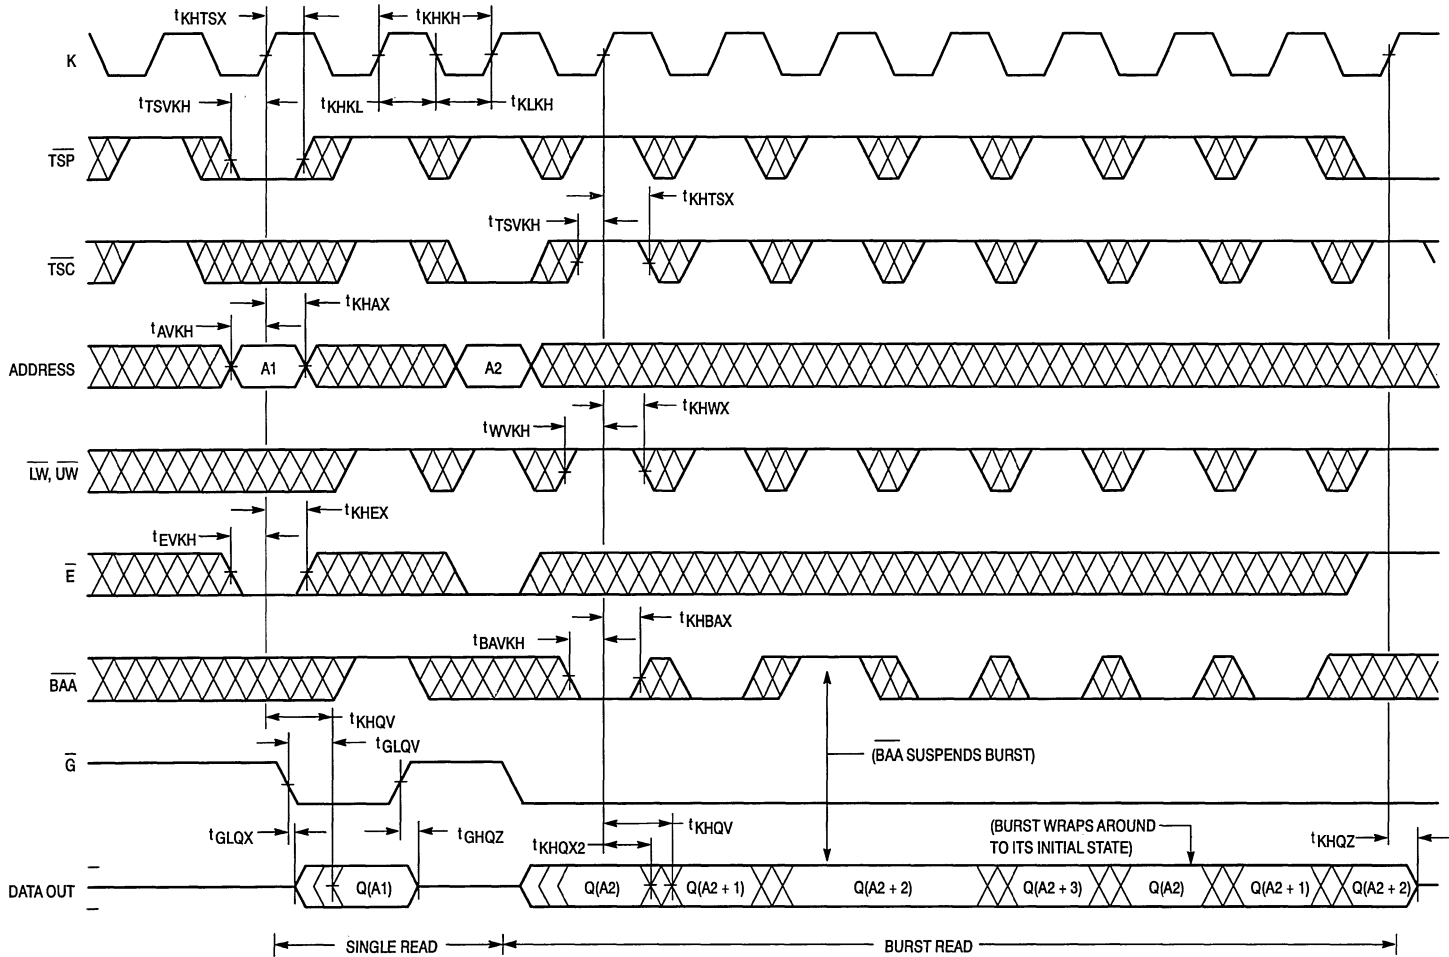 tKHTSX
tKHKH
K
tTSVKH
tKHKL
tKLKH
TSP
tKHTSX
tTSVKH
TSC
tKHAX
tAVKH
ADDRESS
A1
A2
tKHWX
tWVKH
LW, UW
tKHEX
tEVKH
E
tKHBAX
tBAVKH
BAA
tKHQV
tGLQV
G
(BAA SUSPENDS BURST)
tGLQX
tGHQZ
tKHQV
tKHQX2
(BURST WRAPS AROUND
TO ITS INITIAL STATE)
tKHQZ
DATA OUT
Q(A1)
Q(A2)
Q(A2 + 1)
Q(A2 + 2)
Q(A2 + 3)
Q(A2)
Q(A2 + 1)
Q(A2 + 2)
SINGLE READ
BURST READ